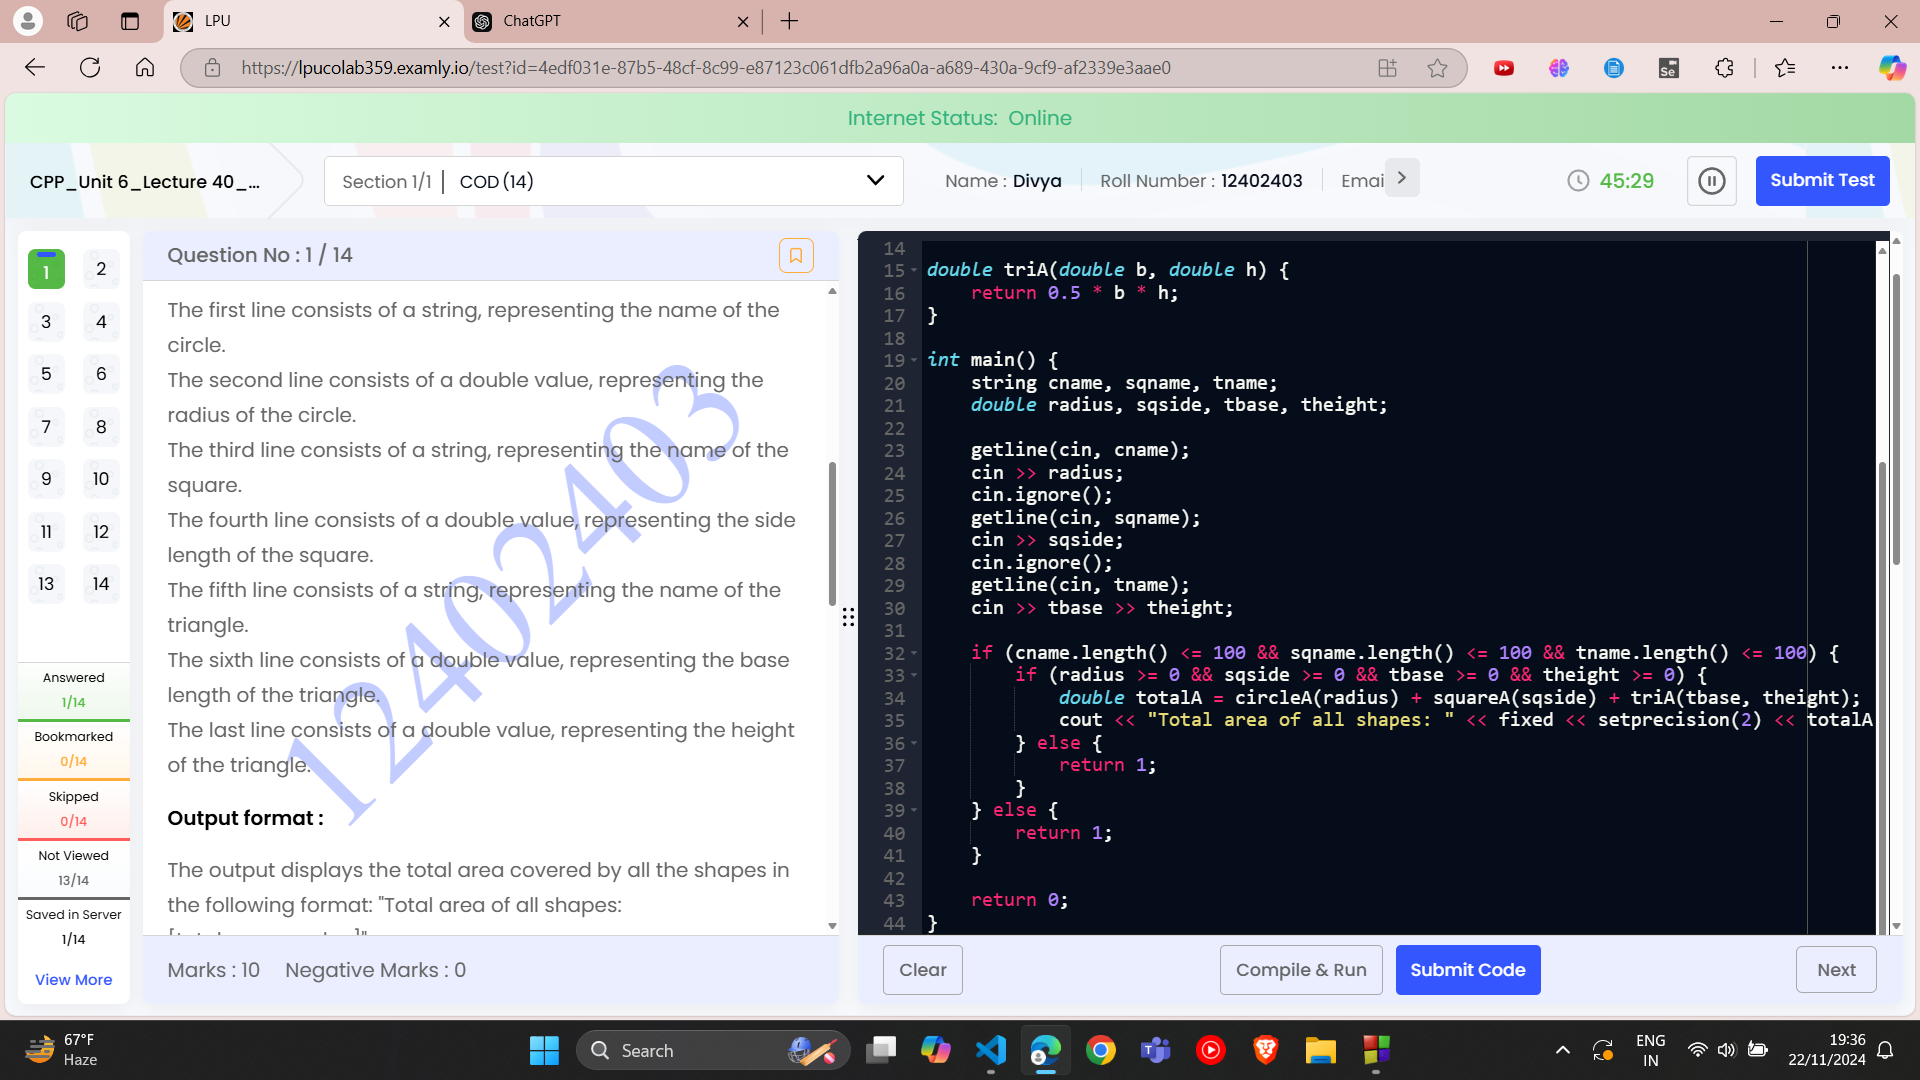 LPU
ChatGPT
https://lpucolab359.examly.io/test?id=4edf031e-87b5-48cf-8c99-e87123c061dfb2a96a0a-a689-430a-9cf9-af2339e3aae0
Internet Status: Online
CPP_Unit 6_Lecture 40_...
Section 1/1 | COD (14)
Name : Divya
Roll Number : 12402403
Emai
45:29
Submit Test
1 2
3 4
5 6
7 8
9 10
11 12
13 14
Answered
1/14
Bookmarked
0/14
Skipped
0/14
Not Viewed
13/14
Saved in Server
1/14
View More
Question No : 1 / 14
The first line consists of a string, representing the name of the
circle.
The second line consists of a double value, representing the
radius of the circle.
The third line consists of a string, representing the name of the
square.
The fourth line consists of a double value, representing the side
length of the square.
The fifth line consists of a string, representing the name of the
triangle.
The sixth line consists of a double value, representing the base
length of the triangle.
The last line consists of a double value, representing the height
of the triangle.
Output format :
The output displays the total area covered by all the shapes in
the following format: "Total area of all shapes:
12402403
Marks : 10 Negative Marks : 0
14
15 double triA(double b, double h) {
16     return 0.5 * b * h;
17 }
18
19 int main() {
20     string cname, sqname, tname;
21     double radius, sqside, tbase, theight;
22
23     getline(cin, cname);
24     cin >> radius;
25     cin.ignore();
26     getline(cin, sqname);
27     cin >> sqside;
28     cin.ignore();
29     getline(cin, tname);
30     cin >> tbase >> theight;
31
32     if (cname.length() <= 100 && sqname.length() <= 100 && tname.length() <= 100) {
33         if (radius >= 0 && sqside >= 0 && tbase >= 0 && theight >= 0) {
34             double totalA = circleA(radius) + squareA(sqside) + triA(tbase, theight);
35             cout << "Total area of all shapes: " << fixed << setprecision(2) << totalA
36         } else {
37             return 1;
38         }
39     } else {
40         return 1;
41     }
42
43     return 0;
44 }
Clear
Compile & Run
Submit Code
Next
67°F
Haze
Search
ENG
IN
19:36
22/11/2024